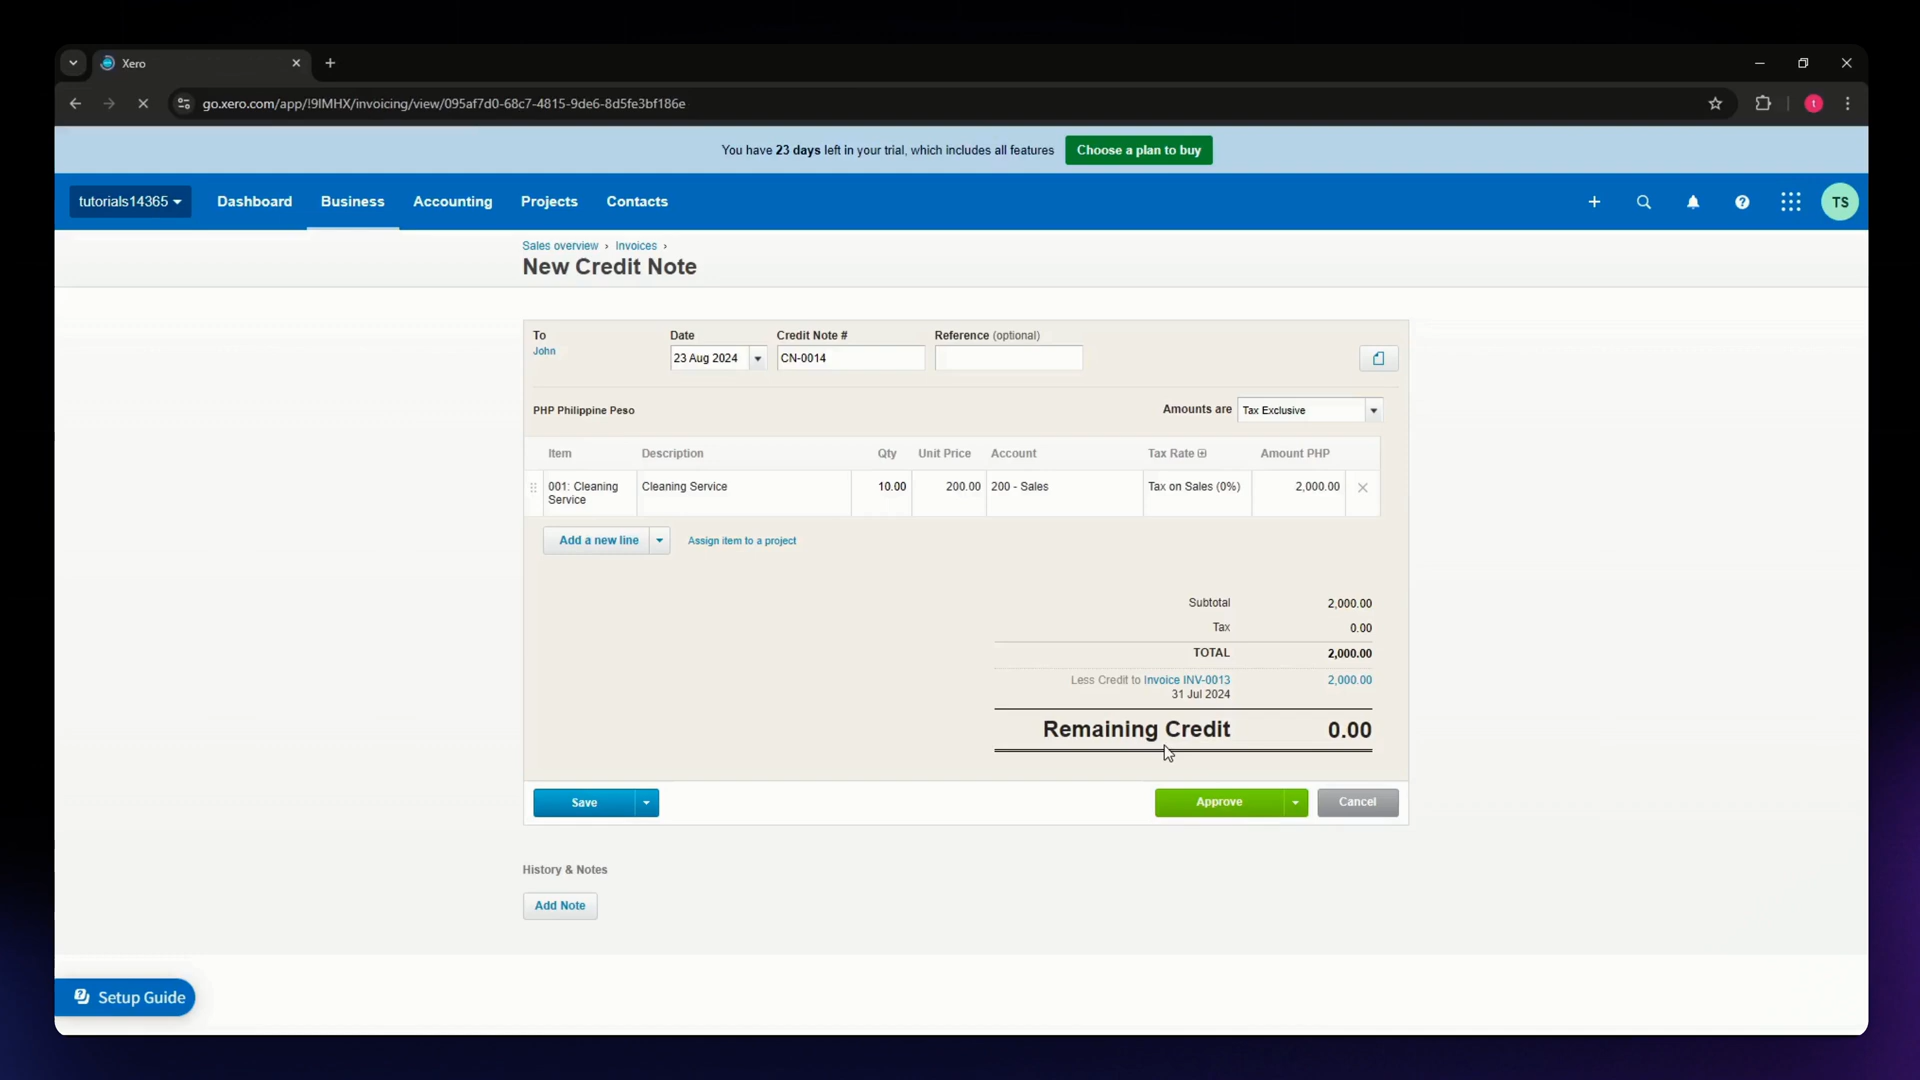 Xero
go.xero.com/app/!9IMHX/invoicing/view/095af7d0-68c7-4815-9de6-8d5fe3bf186e
t
You have 23 days left in your trial, which includes all features
Choose a plan to buy
tutorials14365
Dashboard
Business
Accounting
Projects
Contacts
TS
Sales overview › Invoices ›
New Credit Note
To
Date
Credit Note #
Reference (optional)
John
23 Aug 2024
CN-0014
PHP Philippine Peso
Amounts are
Tax Exclusive
Item
Description
Qty
Unit Price
Account
Tax Rate
Amount PHP
001: Cleaning
Service
Cleaning Service
10.00
200.00
200 - Sales
Tax on Sales (0%)
2,000.00
Add a new line
Assign item to a project
Subtotal 2,000.00
Tax 0.00
TOTAL 2,000.00
Less Credit to Invoice INV-0013 2,000.00
31 Jul 2024
Remaining Credit 0.00
Save
Approve
Cancel
History & Notes
Add Note
Setup Guide